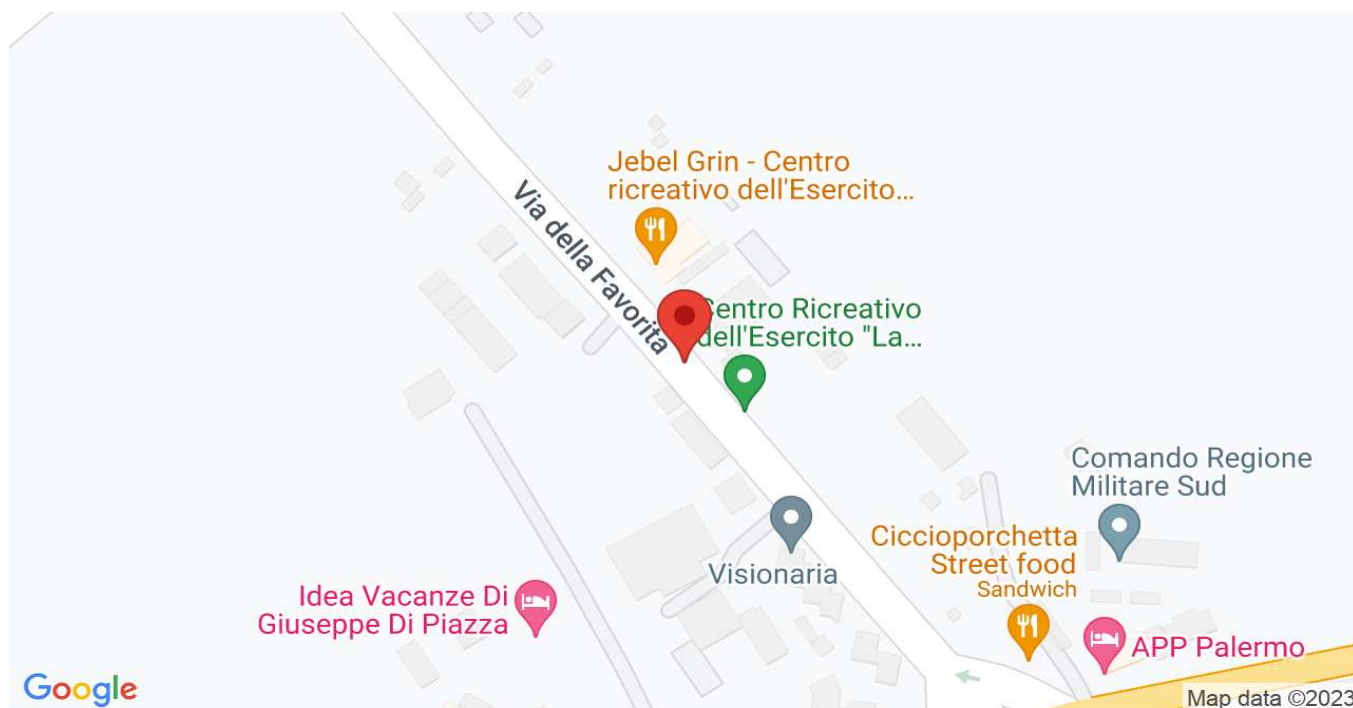 Jebel Grin - Centro
ricreativo dell'Esercito...
Via della Favorita
Centro Ricreativo
dell'Esercito "La...
Comando Regione
Militare Sud
Ciccioporchetta
Street food
Sandwich
Visionaria
Idea Vacanze Di
Giuseppe Di Piazza
APP Palermo
Google
Map data ©2023